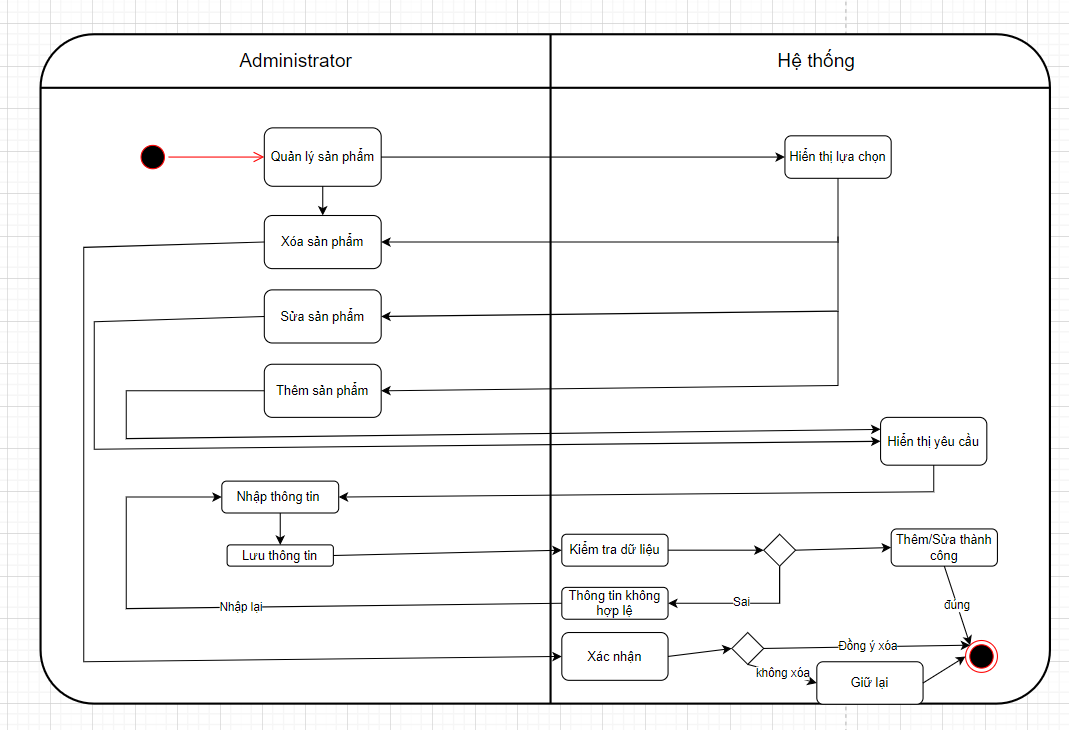 Administrator
Hệ thống
Quản lý sản phẩm
Hiển thị lựa chọn
Xóa sản phẩm
Sửa sản phẩm
Thêm sản phẩm
Hiển thị yêu cầu
Nhập thông tin
Lưu thông tin
Kiểm tra dữ liệu
Thêm/Sửa thành
công
Thông tin không
hợp lệ
Sai
Nhập lại
đúng
Xác nhận
Đồng ý xóa
không xóa
Giữ lại